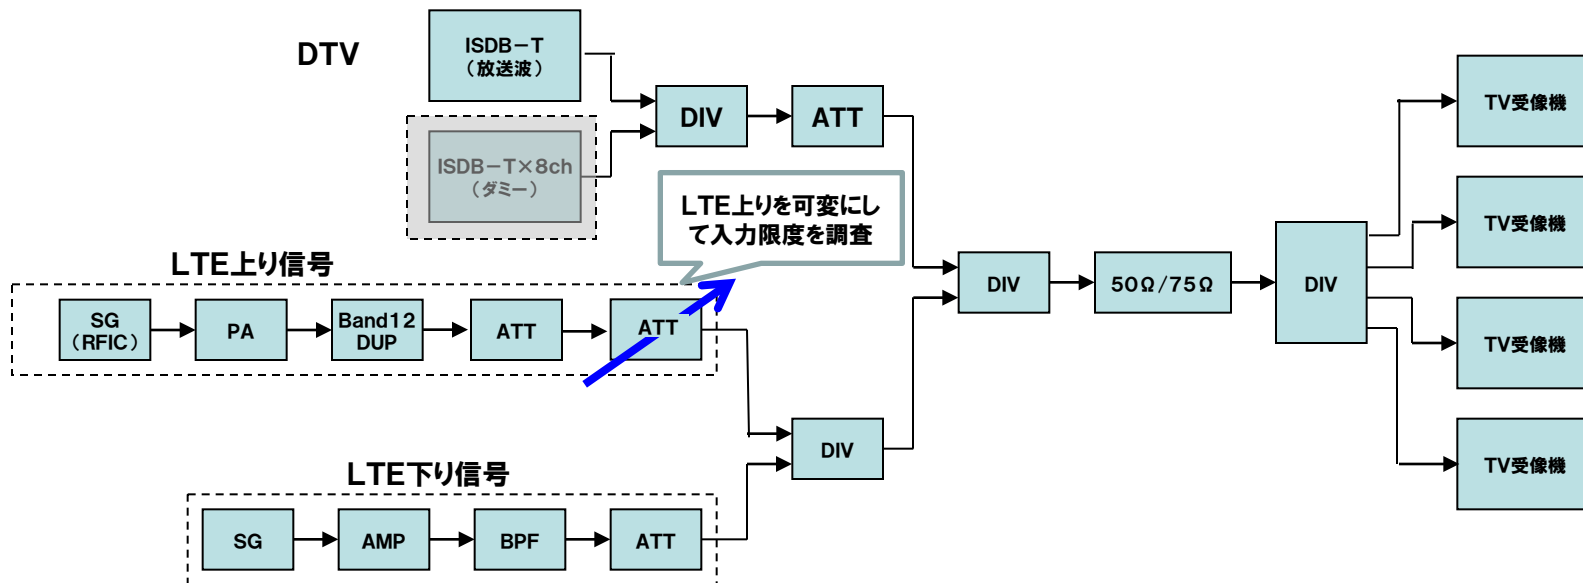 DTV
ISDB-T
（放送波）
ISDB-T×8ch
（ダミー）
DIV
ATT
LTE上りを可変にし
て入力限度を調査
LTE上り信号
SG
（RFIC）
PA
Band12
DUP
ATT
ATT
LTE下り信号
SG
AMP
BPF
ATT
DIV
DIV
50Ω/75Ω
DIV
TV受像機
TV受像機
TV受像機
TV受像機